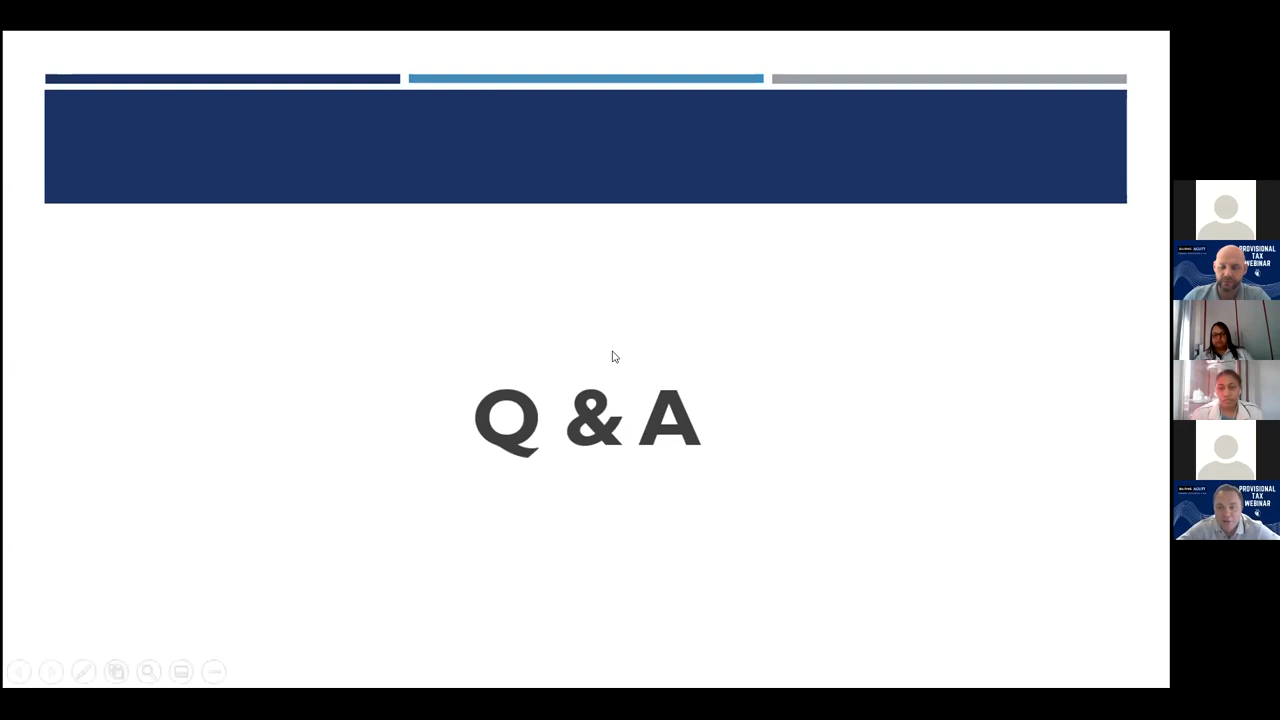 Q & A
PROVISIONAL
TAX
WEBINAR
PROVISIONAL
TAX
WEBINAR